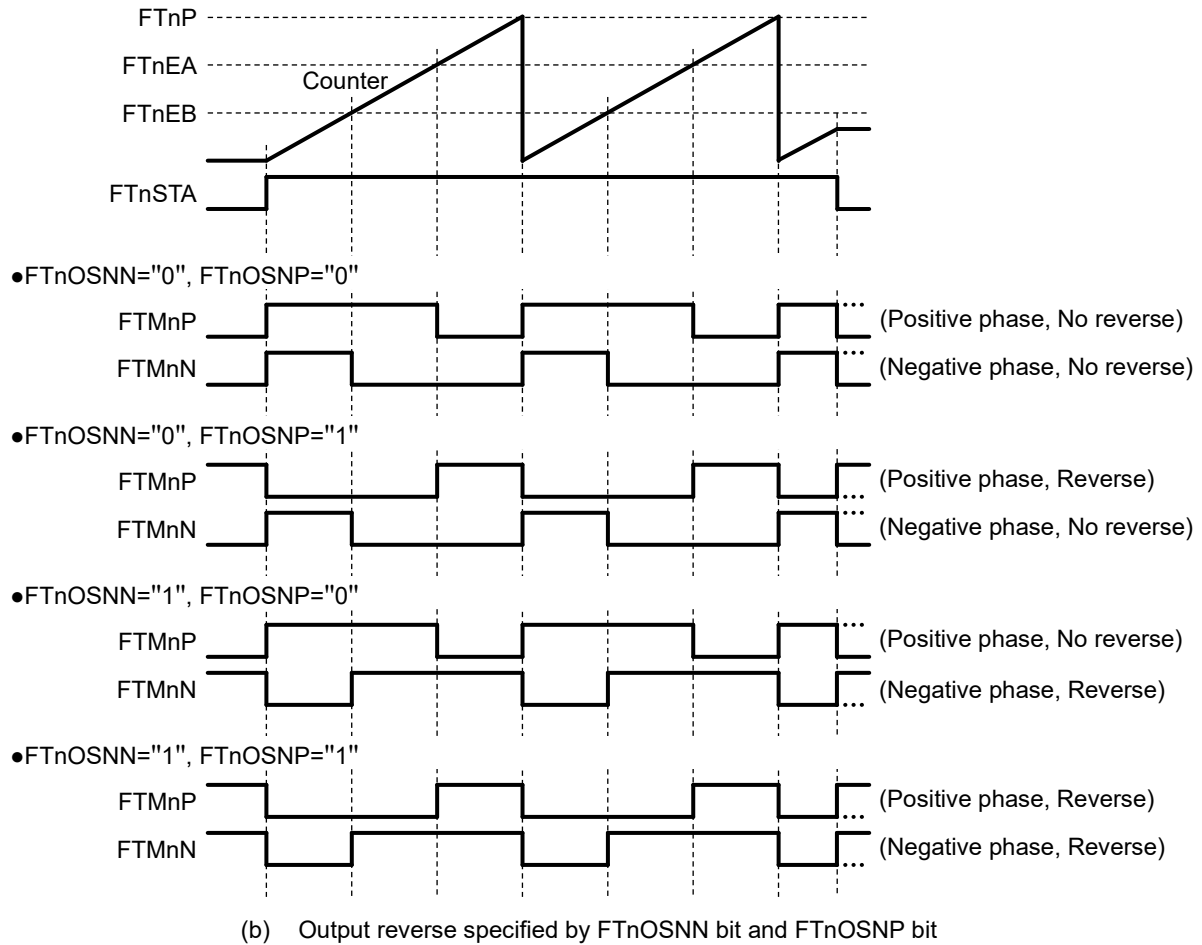 FTnP
FTnEA
Counter
FTnEB
FTnSTA
●FTnOSNN="0", FTnOSNP="0"
FTMnP (Positive phase, No reverse)
FTMnN (Negative phase, No reverse)
●FTnOSNN="0", FTnOSNP="1"
FTMnP (Positive phase, Reverse)
FTMnN (Negative phase, No reverse)
●FTnOSNN="1", FTnOSNP="0"
FTMnP (Positive phase, No reverse)
FTMnN (Negative phase, Reverse)
●FTnOSNN="1", FTnOSNP="1"
FTMnP (Positive phase, Reverse)
FTMnN (Negative phase, Reverse)
(b) Output reverse specified by FTnOSNN bit and FTnOSNP bit